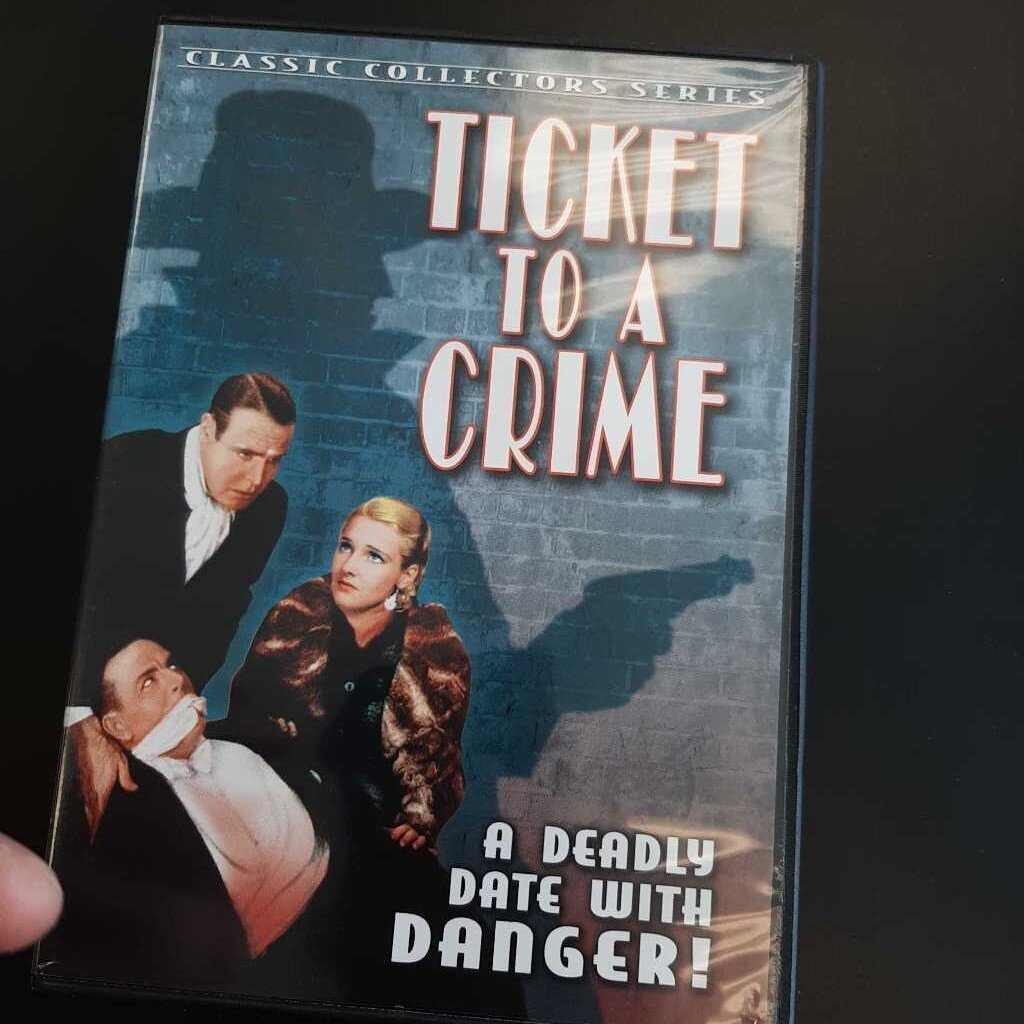 CLASSIC COLLECTORS SERIES
TICKET
TO A
CRIME
A DEADLY
DATE WITH
DANGER!